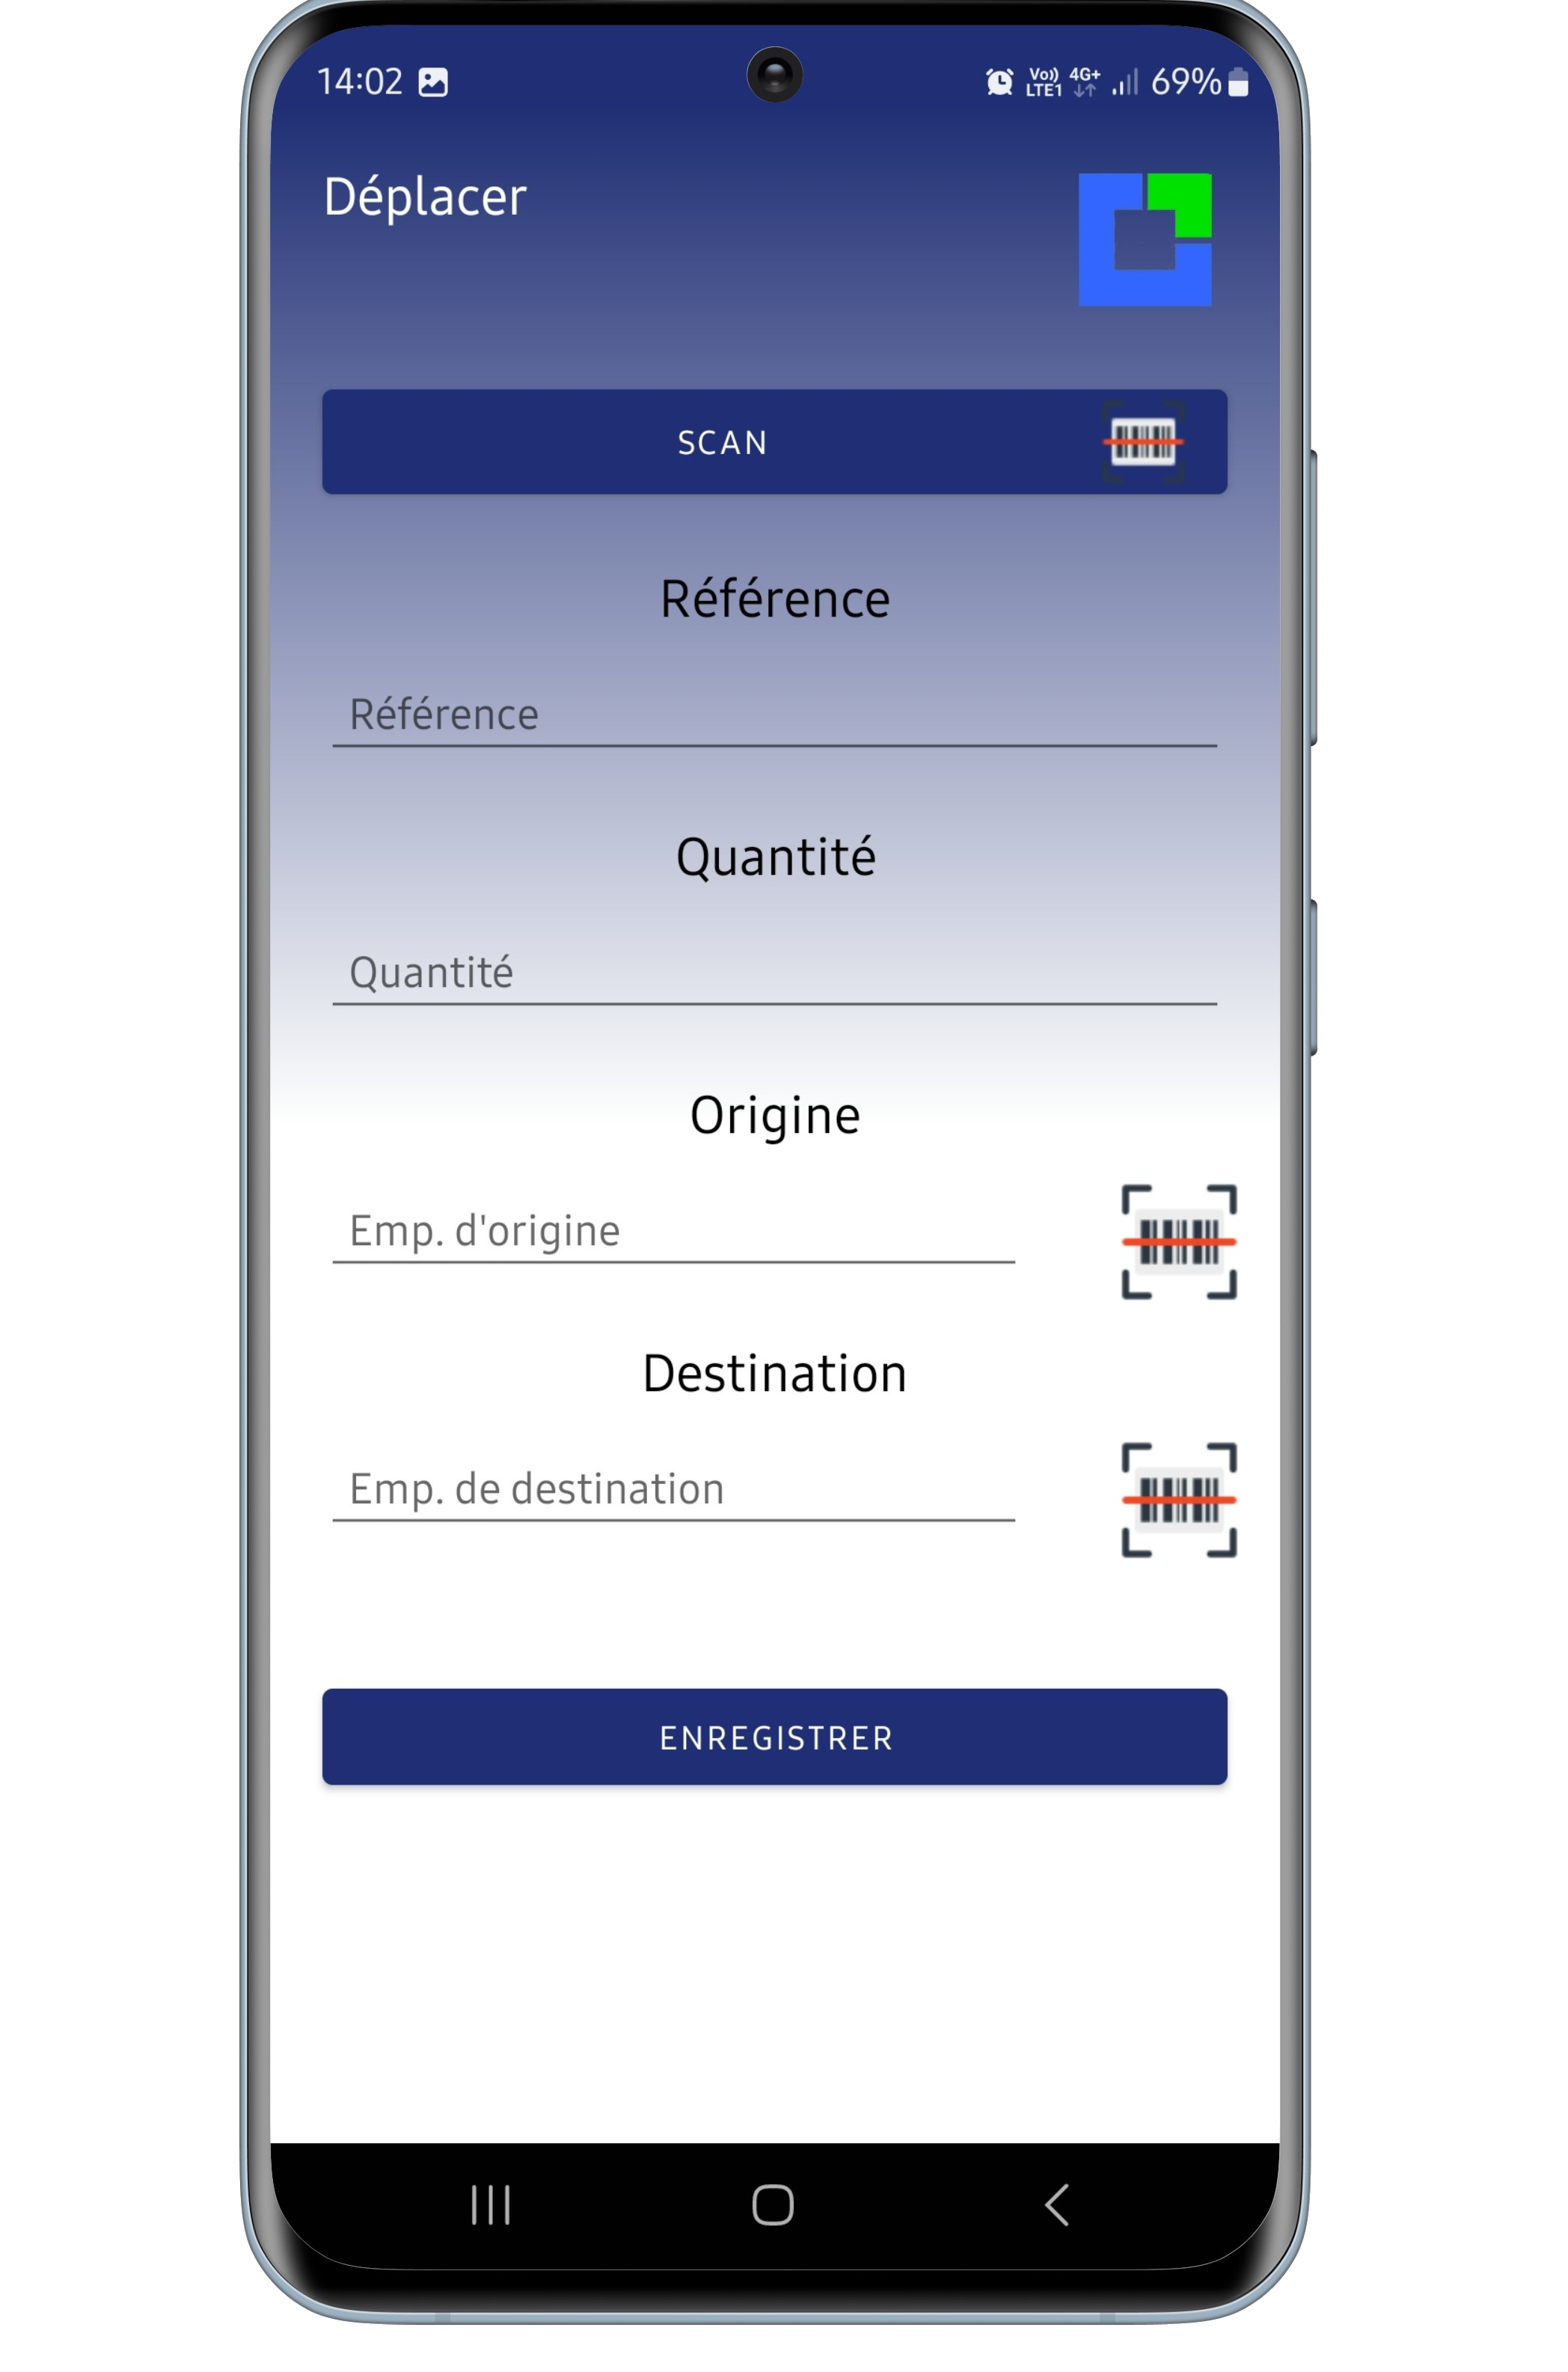 14:02
Vo)) 4G+ 69%
LTE1
Déplacer
SCAN
Référence
Référence
Quantité
Quantité
Origine
Emp. d'origine
Destination
Emp. de destination
ENREGISTRER